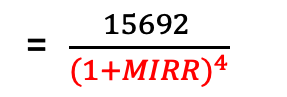 = 15692
(1+MIRR)⁴